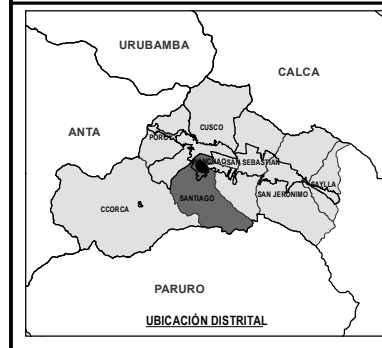 URUBAMBA
CALCA
ANTA
CUSCO
SAN SEBASTIAN
SANTIAGO
SAN JERONIMO
SAYLLA
CCORCA
PARURO
UBICACIÓN DISTRITAL